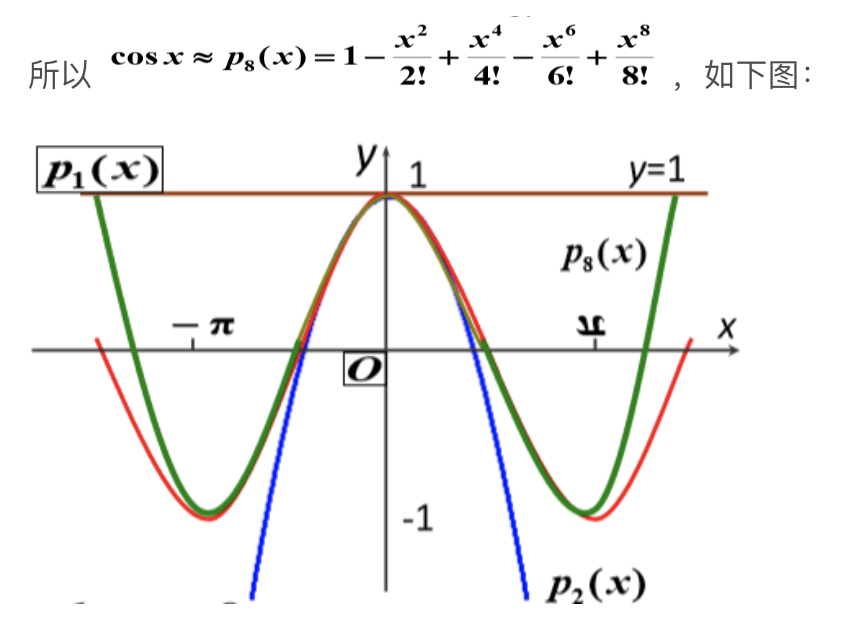 所以 cos x ≈ p₈(x) = 1 − x²/2! + x⁴/4! − x⁶/6! + x⁸/8! ，如下图：
p₁(x) y 1 y=1
p₈(x)
− π π x
O
-1
p₂(x)